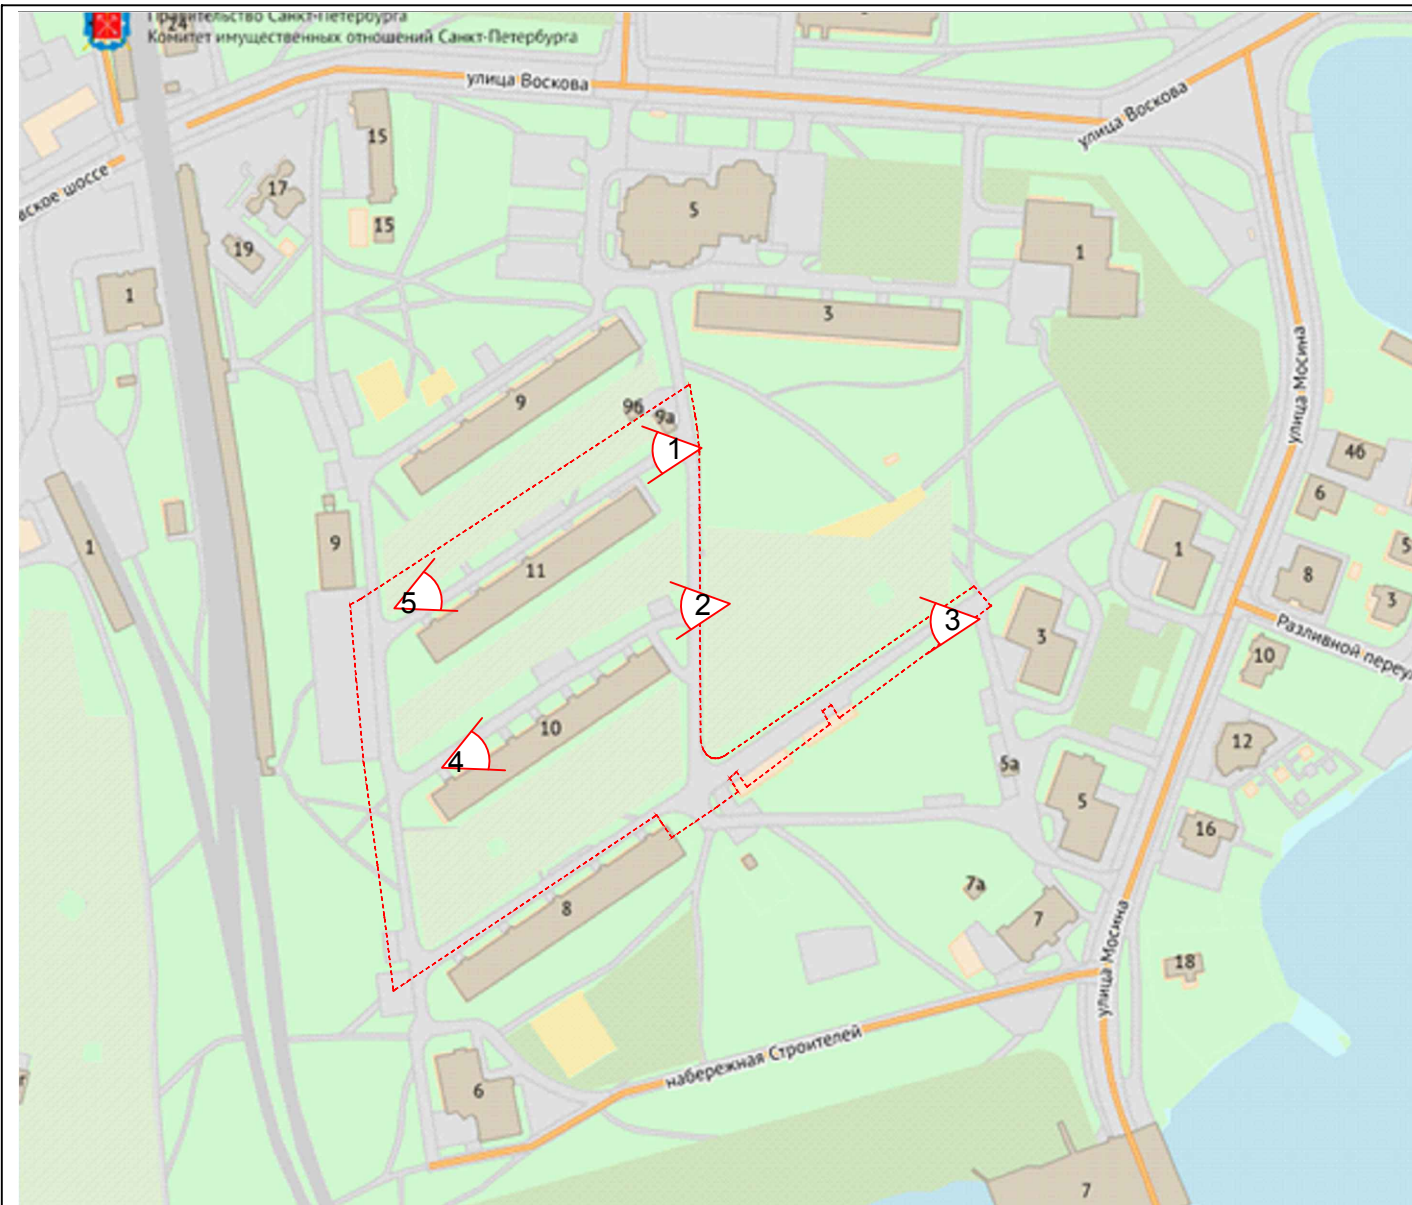 Правительство Санкт-Петербурга
24
Комитет имущественных отношений Санкт-Петербурга
улица Воскова
улица Воскова
15
17
вское шоссе
5
15
19
1
1
3
улица Мосина
9
9б
9а
1
4б
6
9
1
11
1
5
8
5
2
3
3
3
Разливной переу
10
10
12
4
5а
5
16
7а
8
7
улица Мосина
18
набережная Строителей
6
7